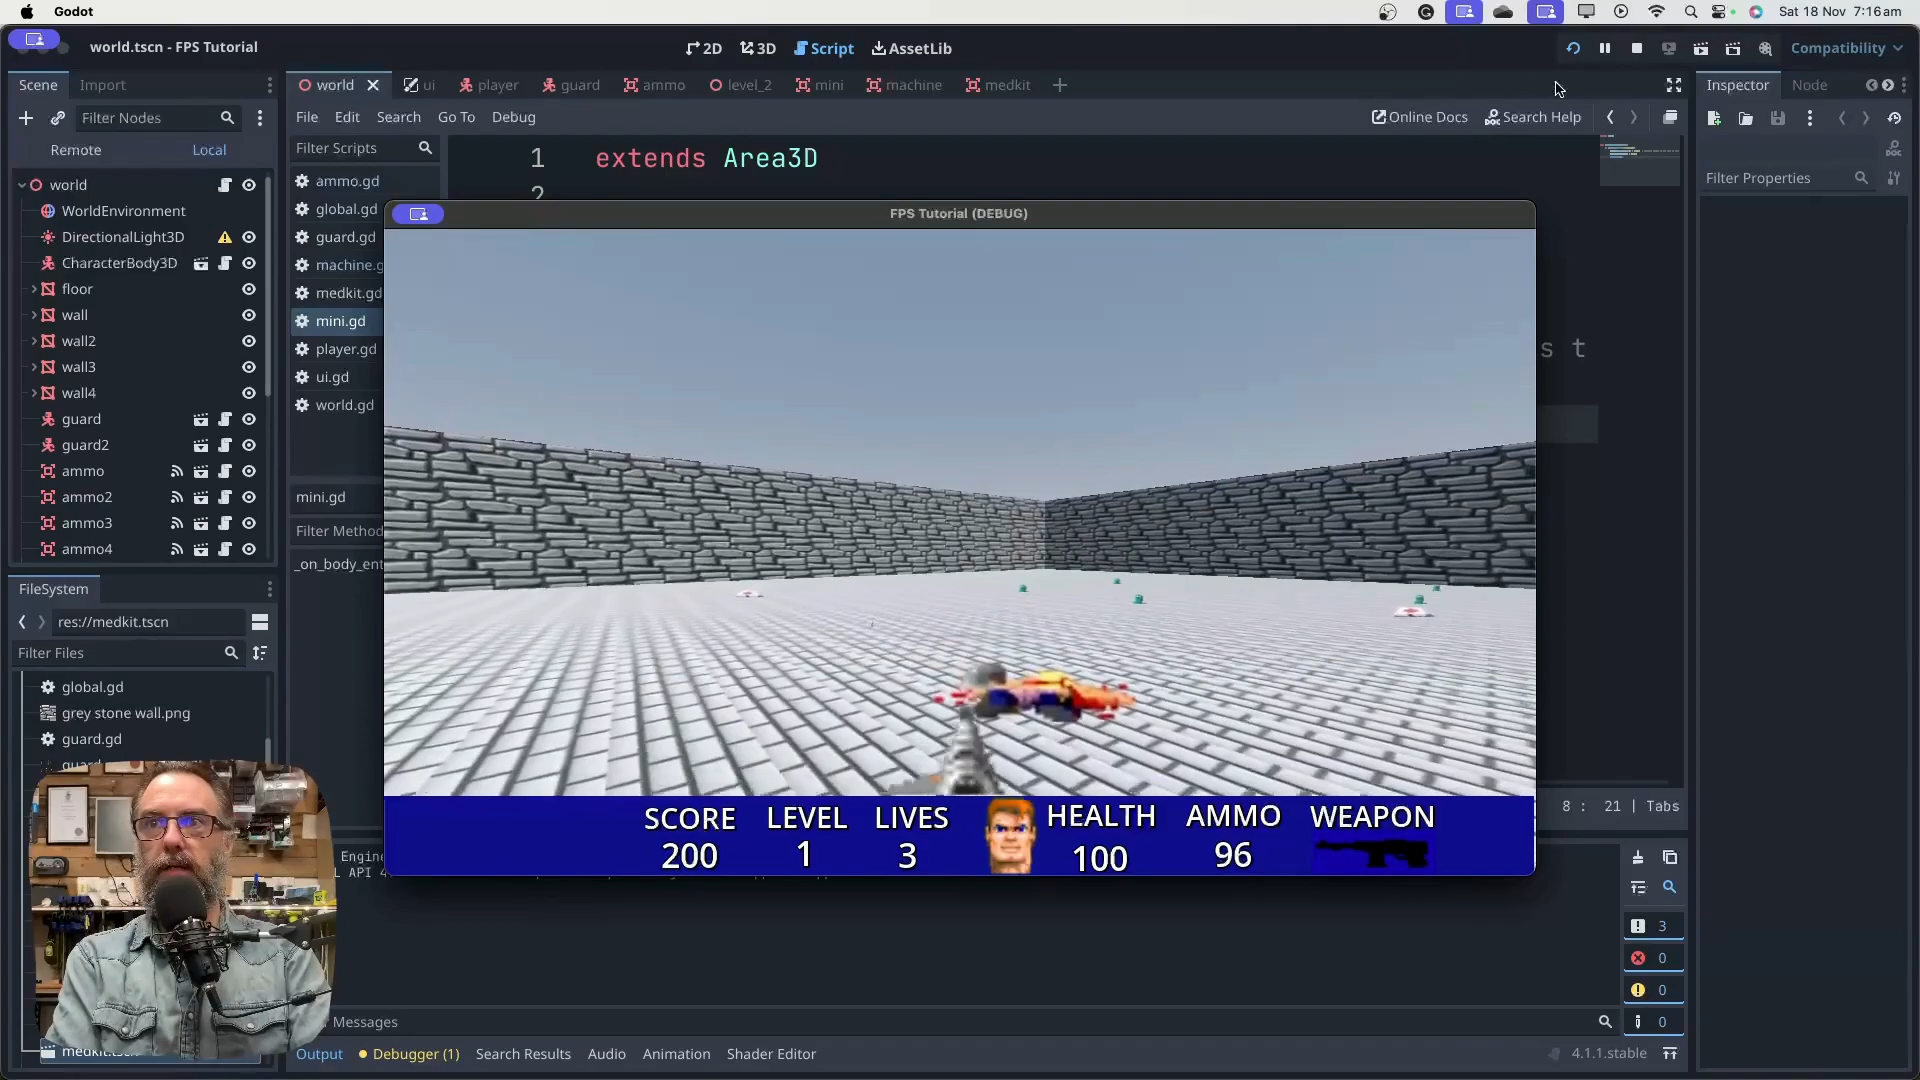 Godot
Sat 18 Nov 7:16 am
world.tscn - FPS Tutorial
2D
3D
Script
AssetLib
Compatibility
Scene
Import
world
ui
player
guard
ammo
level_2
mini
machine
medkit
Inspector
Node
Filter Nodes
File
Edit
Search
Go To
Debug
Online Docs
Search Help
Remote
Local
Filter Scripts
1 extends Area3D
2
Filter Properties
world
WorldEnvironment
DirectionalLight3D
CharacterBody3D
floor
wall
wall2
wall3
wall4
guard
guard2
ammo
ammo2
ammo3
ammo4
ammo.gd
global.gd
guard.gd
machine.g
medkit.gd
mini.gd
player.gd
ui.gd
world.gd
mini.gd
Filter Method
_on_body_ent
FPS Tutorial (DEBUG)
s t
SCORE LEVEL LIVES HEALTH AMMO WEAPON
200 1 3 100 96
8 : 21 | Tabs
FileSystem
res://medkit.tscn
Filter Files
global.gd
grey stone wall.png
guard.gd
Engine
API 4.
3
0
0
0
Messages
Output
Debugger (1)
Search Results
Audio
Animation
Shader Editor
4.1.1.stable